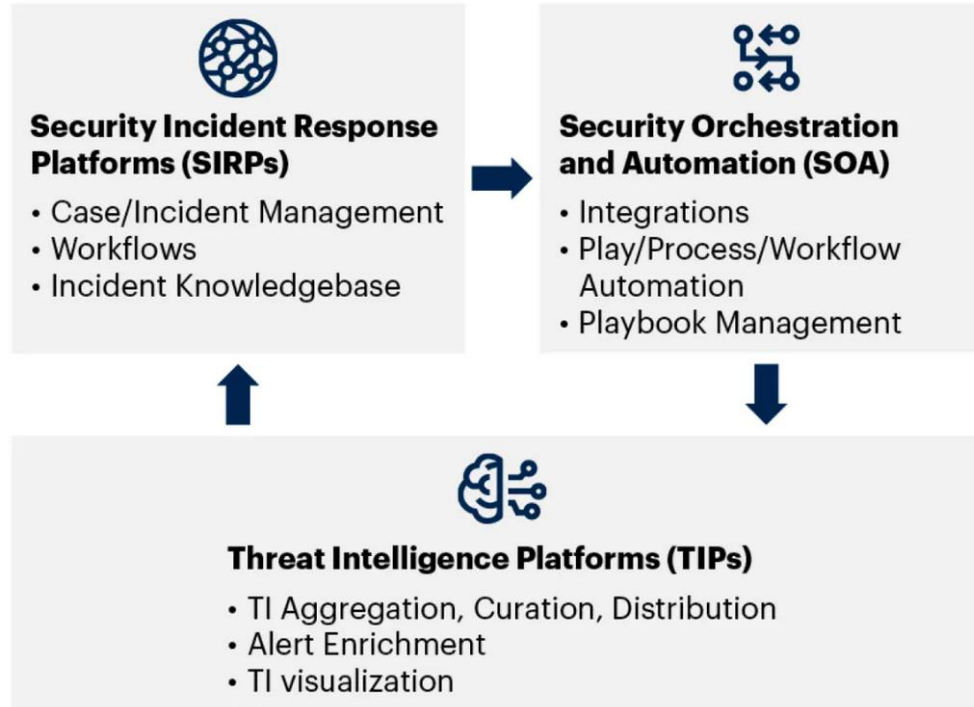 Security Incident Response
Platforms (SIRPs)
• Case/Incident Management
• Workflows
• Incident Knowledgebase
Security Orchestration
and Automation (SOA)
• Integrations
• Play/Process/Workflow
Automation
• Playbook Management
Threat Intelligence Platforms (TIPs)
• TI Aggregation, Curation, Distribution
• Alert Enrichment
• TI visualization